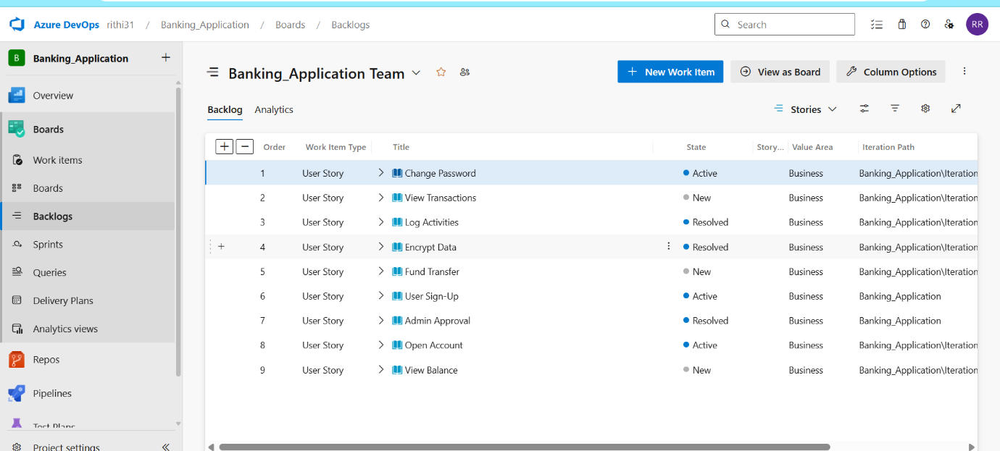 Azure DevOps rithi31 / Banking_Application / Boards / Backlogs Search RR
B Banking_Application
Overview
Boards
Work items
Boards
Backlogs
Sprints
Queries
Delivery Plans
Analytics views
Repos
Pipelines
Test Plans
Project settings
Banking_Application Team New Work Item View as Board Column Options
Backlog Analytics Stories
Order Work Item Type Title State Story... Value Area Iteration Path
1 User Story Change Password Active Business Banking_Application\Iteration
2 User Story View Transactions New Business Banking_Application\Iteration
3 User Story Log Activities Resolved Business Banking_Application\Iteration
4 User Story Encrypt Data Resolved Business Banking_Application\Iteration
5 User Story Fund Transfer New Business Banking_Application\Iteration
6 User Story User Sign-Up Active Business Banking_Application
7 User Story Admin Approval Resolved Business Banking_Application
8 User Story Open Account Active Business Banking_Application\Iteration
9 User Story View Balance New Business Banking_Application\Iteration